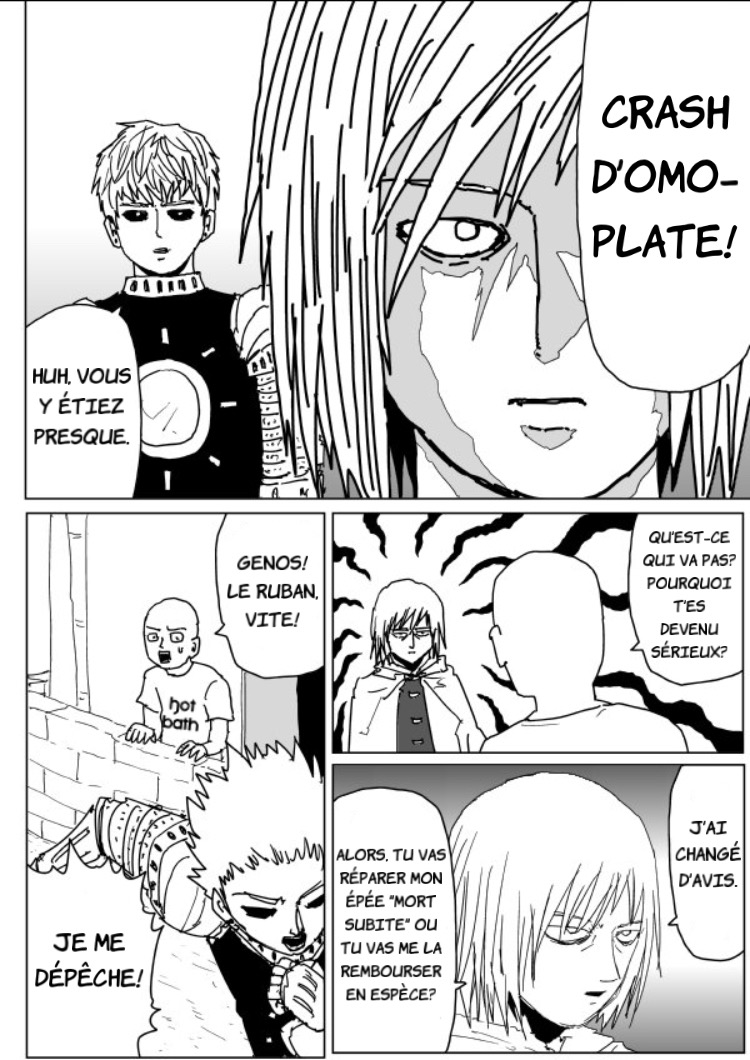 CRASH
D'OMO-
PLATE!
HUH, VOUS
Y ÉTIEZ
PRESQUE.
QU'EST-CE
QUI VA PAS?
POURQUOI
T'ES
DEVENU
SÉRIEUX?
GENOS!
LE RUBAN,
VITE!
hot
bath
JE ME
DÉPÊCHE!
J'AI
CHANGÉ
D'AVIS.
ALORS, TU VAS
RÉPARER MON
ÉPÉE "MORT
SUBITE" OU
TU VAS ME LA
REMBOURSER
EN ESPÈCE?